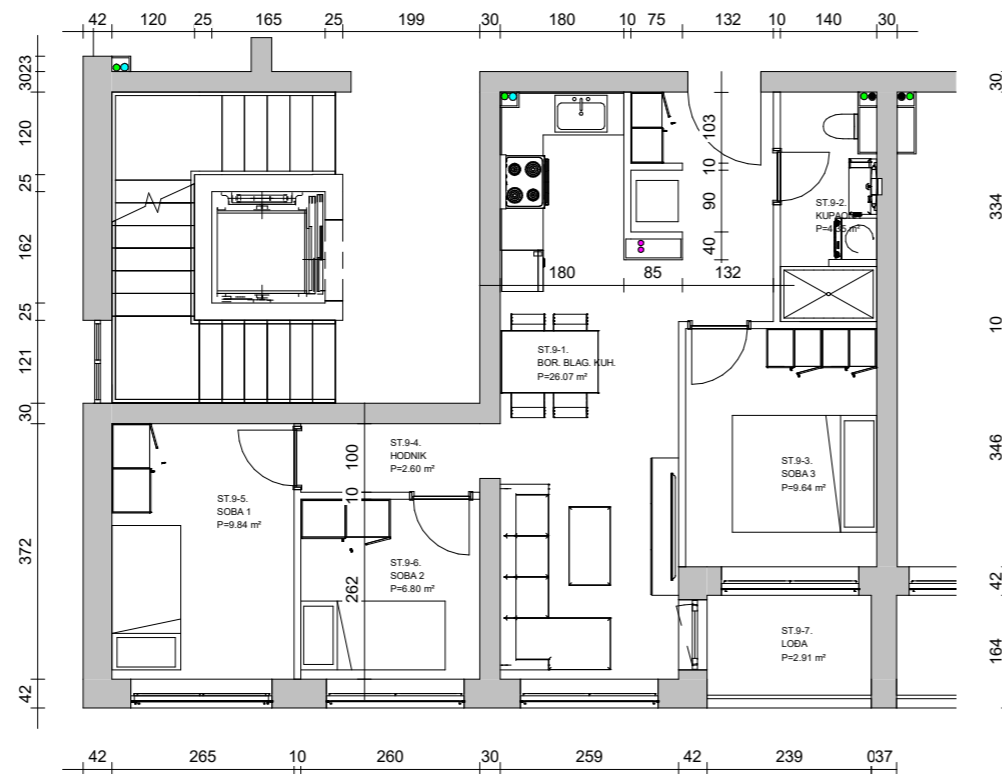 42 120 25 165 25 199 30 180 10 75 132 10 140 30
3023
120
25
162
25
121
30
372
42
103
10
90
40
180 85 132
30
334
10
346
42
164
ST.9-2.
KUPAO
P=4.35 m²
ST.9-1.
BOR. BLAG. KUH.
P=26.07 m²
100
10
262
ST.9-4.
HODNIK
P=2.60 m²
ST.9-3.
SOBA 3
P=9.64 m²
ST.9-5.
SOBA 1
P=9.84 m²
ST.9-6.
SOBA 2
P=6.80 m²
ST.9-7.
LOĐA
P=2.91 m²
42 265 10 260 30 259 42 239 037